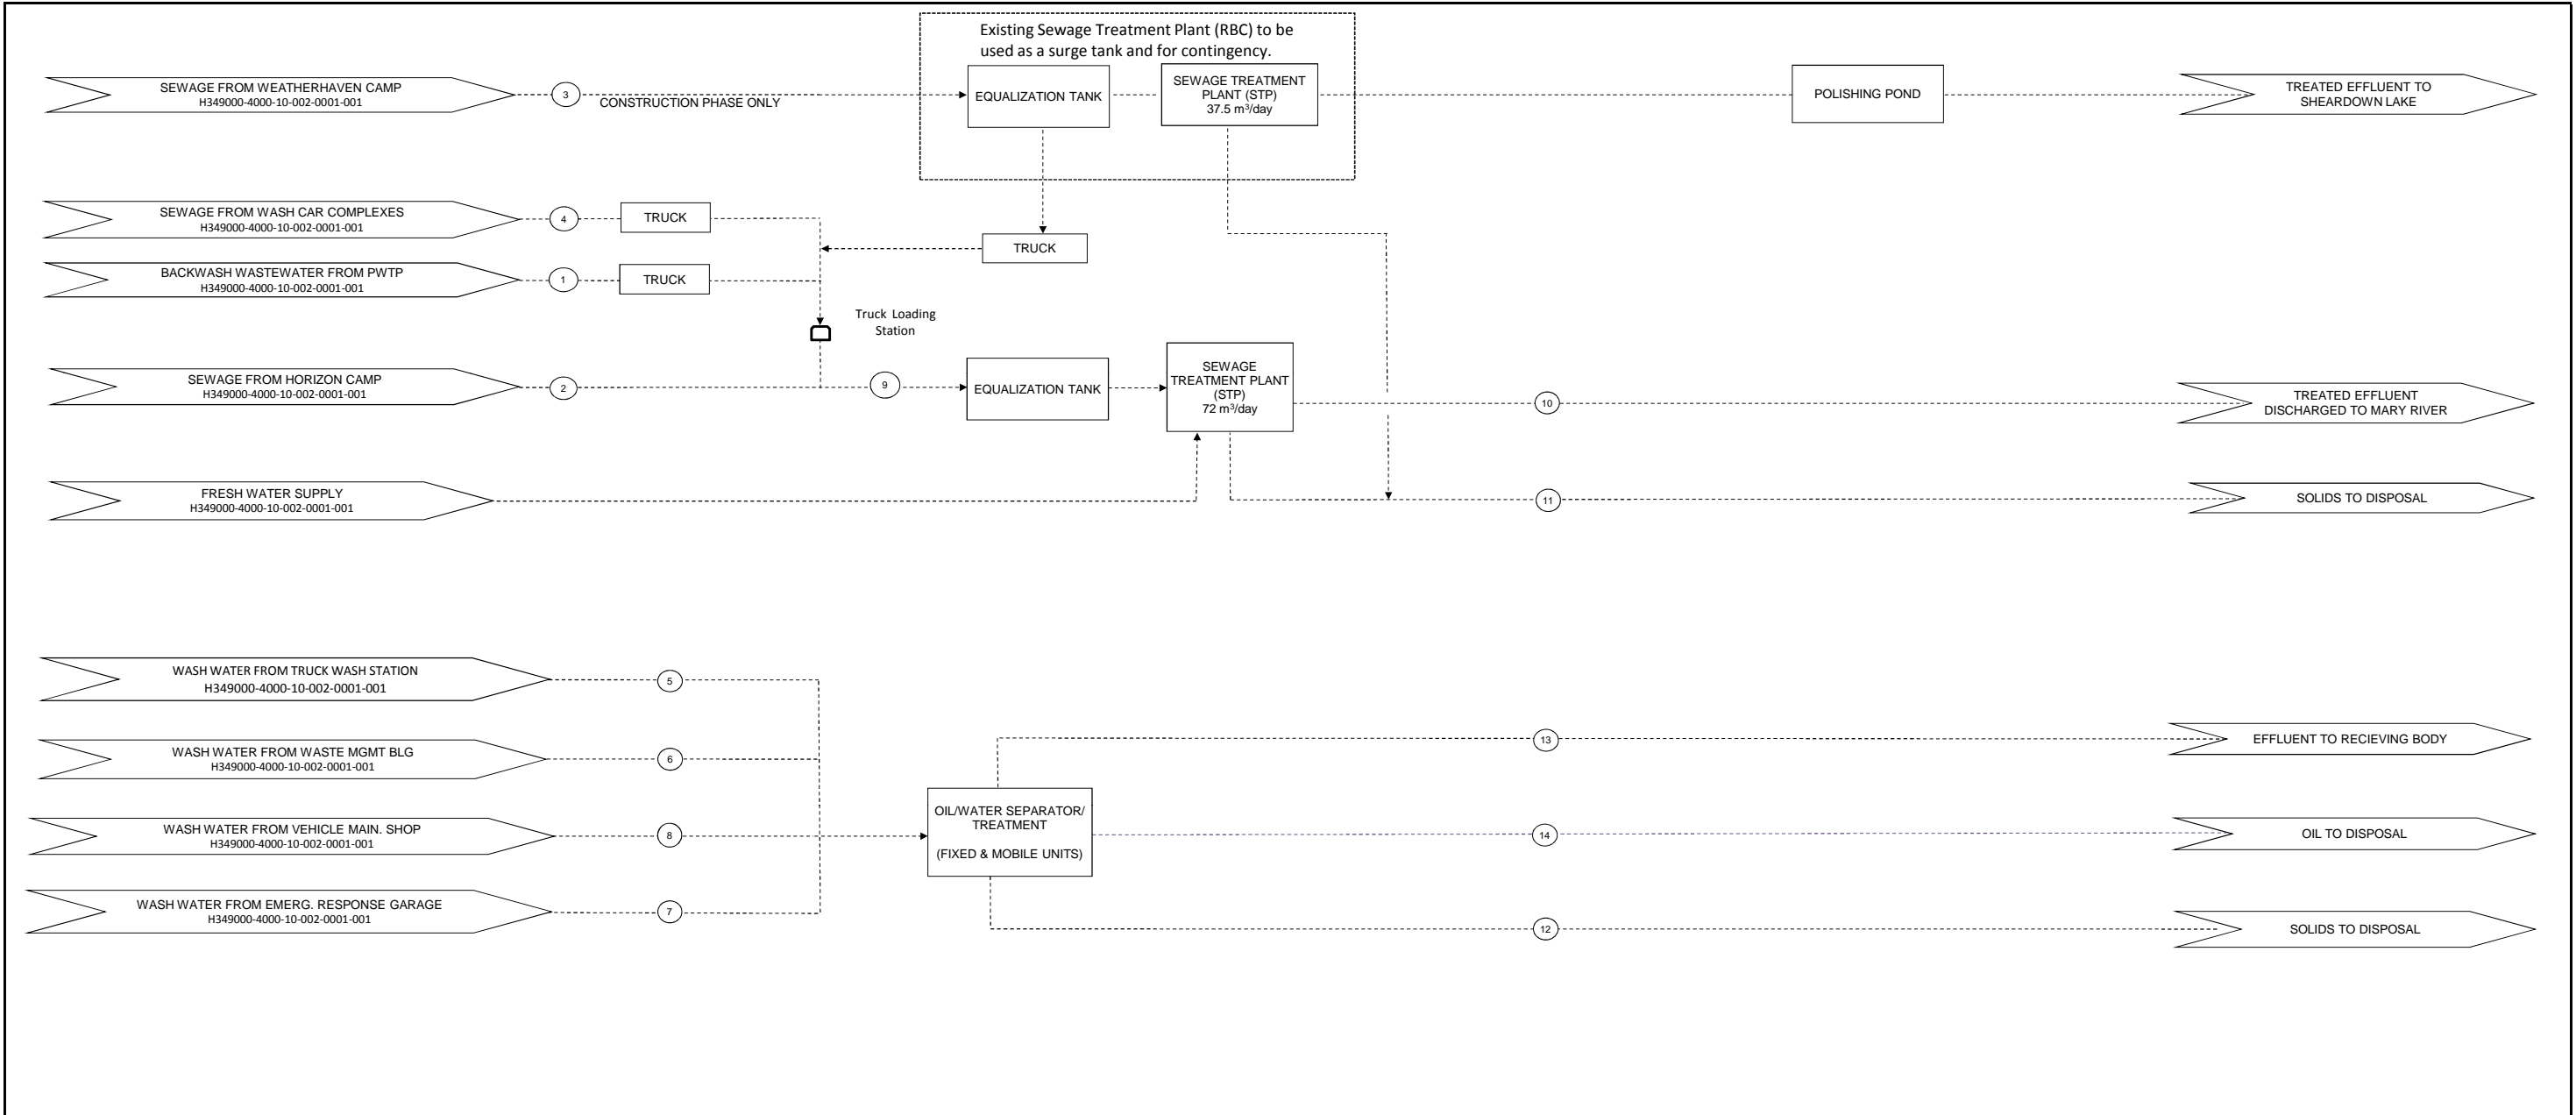 Existing Sewage Treatment Plant (RBC) to be
used as a surge tank and for contingency.
SEWAGE FROM WEATHERHAVEN CAMP
H349000-4000-10-002-0001-001
3
CONSTRUCTION PHASE ONLY
EQUALIZATION TANK
SEWAGE TREATMENT
PLANT (STP)
37.5 m³/day
POLISHING POND
TREATED EFFLUENT TO
SHEARDOWN LAKE
SEWAGE FROM WASH CAR COMPLEXES
H349000-4000-10-002-0001-001
4
TRUCK
TRUCK
BACKWASH WASTEWATER FROM PWTP
H349000-4000-10-002-0001-001
1
TRUCK
Truck Loading
Station
SEWAGE FROM HORIZON CAMP
H349000-4000-10-002-0001-001
2
9
EQUALIZATION TANK
SEWAGE
TREATMENT PLANT
(STP)
72 m³/day
10
TREATED EFFLUENT
DISCHARGED TO MARY RIVER
FRESH WATER SUPPLY
H349000-4000-10-002-0001-001
11
SOLIDS TO DISPOSAL
WASH WATER FROM TRUCK WASH STATION
H349000-4000-10-002-0001-001
5
WASH WATER FROM WASTE MGMT BLG
H349000-4000-10-002-0001-001
6
13
EFFLUENT TO RECIEVING BODY
WASH WATER FROM VEHICLE MAIN. SHOP
H349000-4000-10-002-0001-001
8
OIL/WATER SEPARATOR/
TREATMENT
(FIXED & MOBILE UNITS)
14
OIL TO DISPOSAL
WASH WATER FROM EMERG. RESPONSE GARAGE
H349000-4000-10-002-0001-001
7
12
SOLIDS TO DISPOSAL